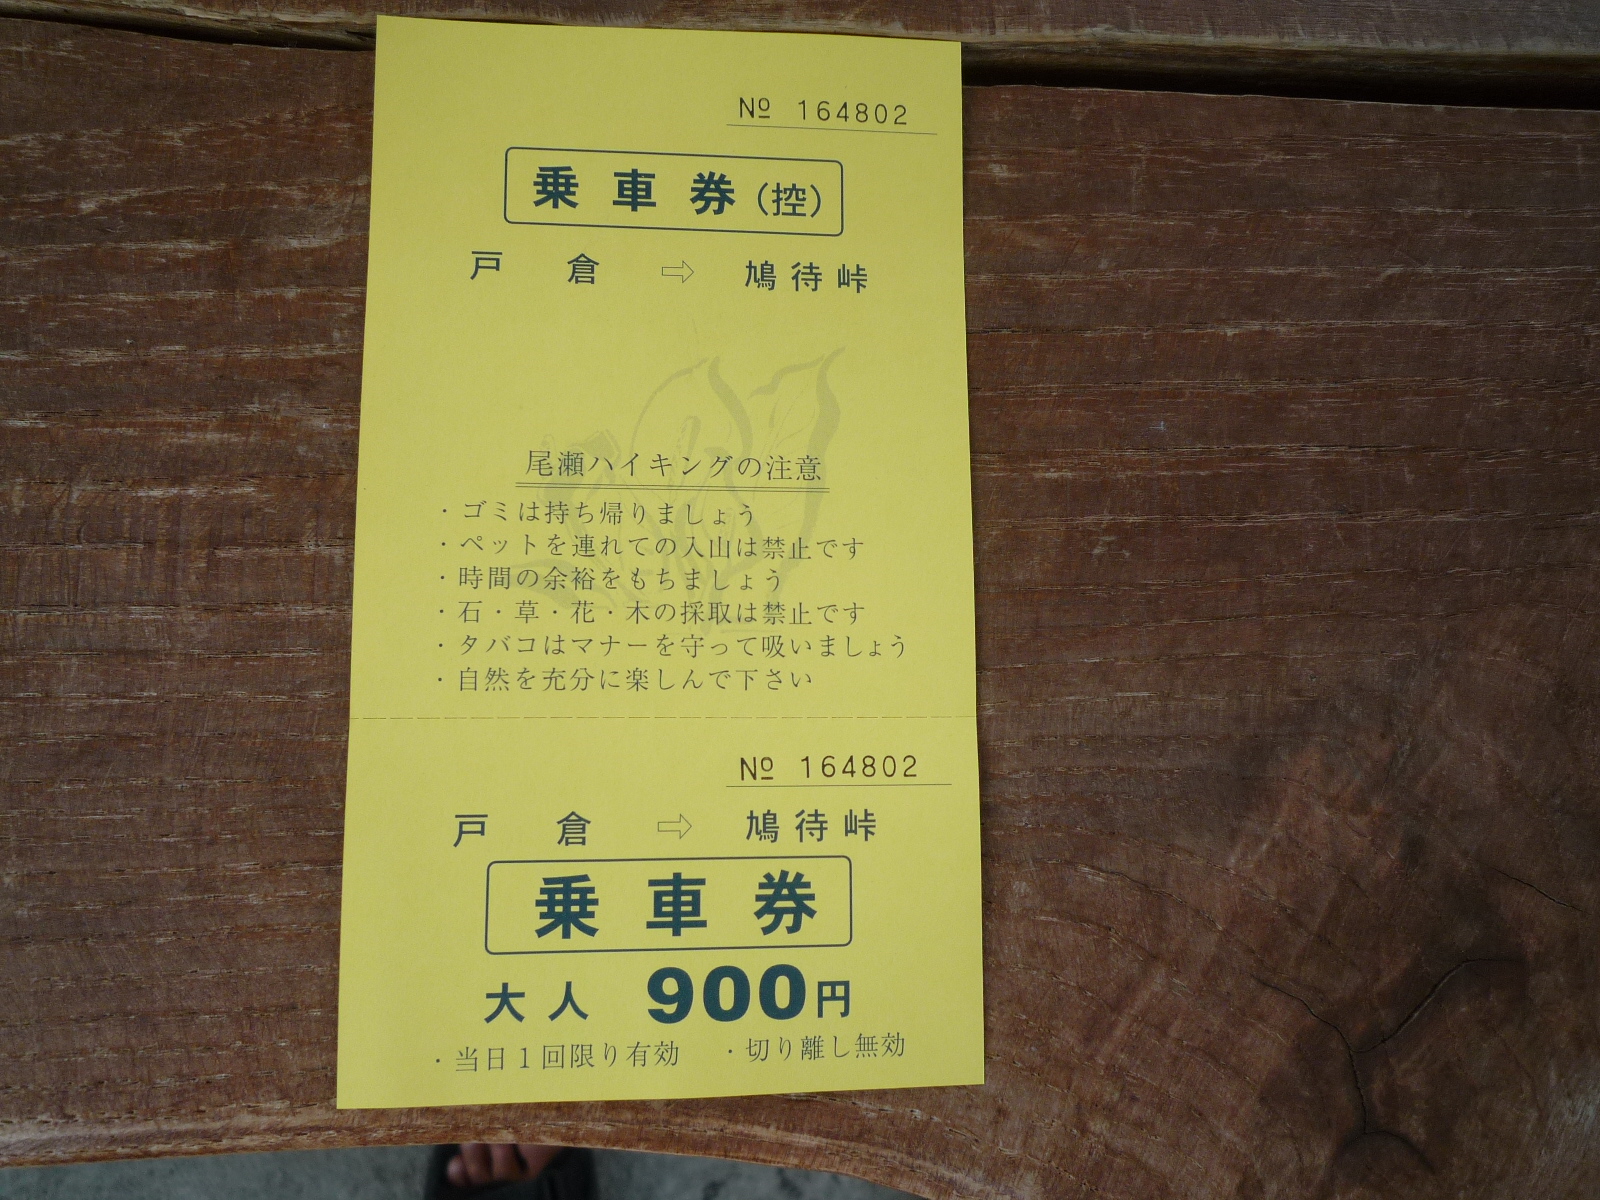 № 164802
乗車券(控)
戸倉 ⇨ 鳩待峠
尾瀬ハイキングの注意
・ゴミは持ち帰りましょう
・ペットを連れての入山は禁止です
・時間の余裕をもちましょう
・石・草・花・木の採取は禁止です
・タバコはマナーを守って吸いましょう
・自然を充分に楽しんで下さい
№ 164802
戸倉 ⇨ 鳩待峠
乗車券
大人 900円
・当日1回限り有効 ・切り離し無効